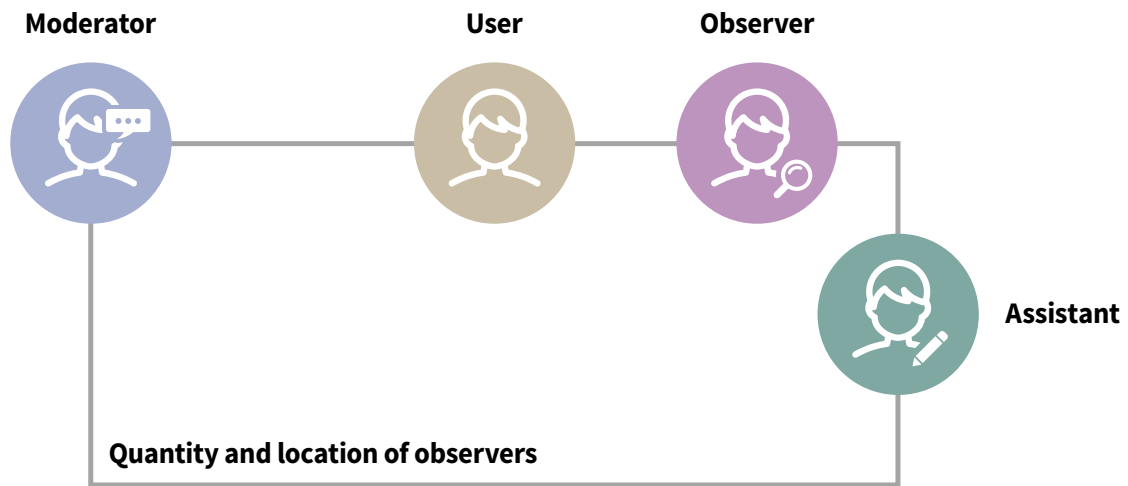 Moderator
User
Observer
Assistant
Quantity and location of observers